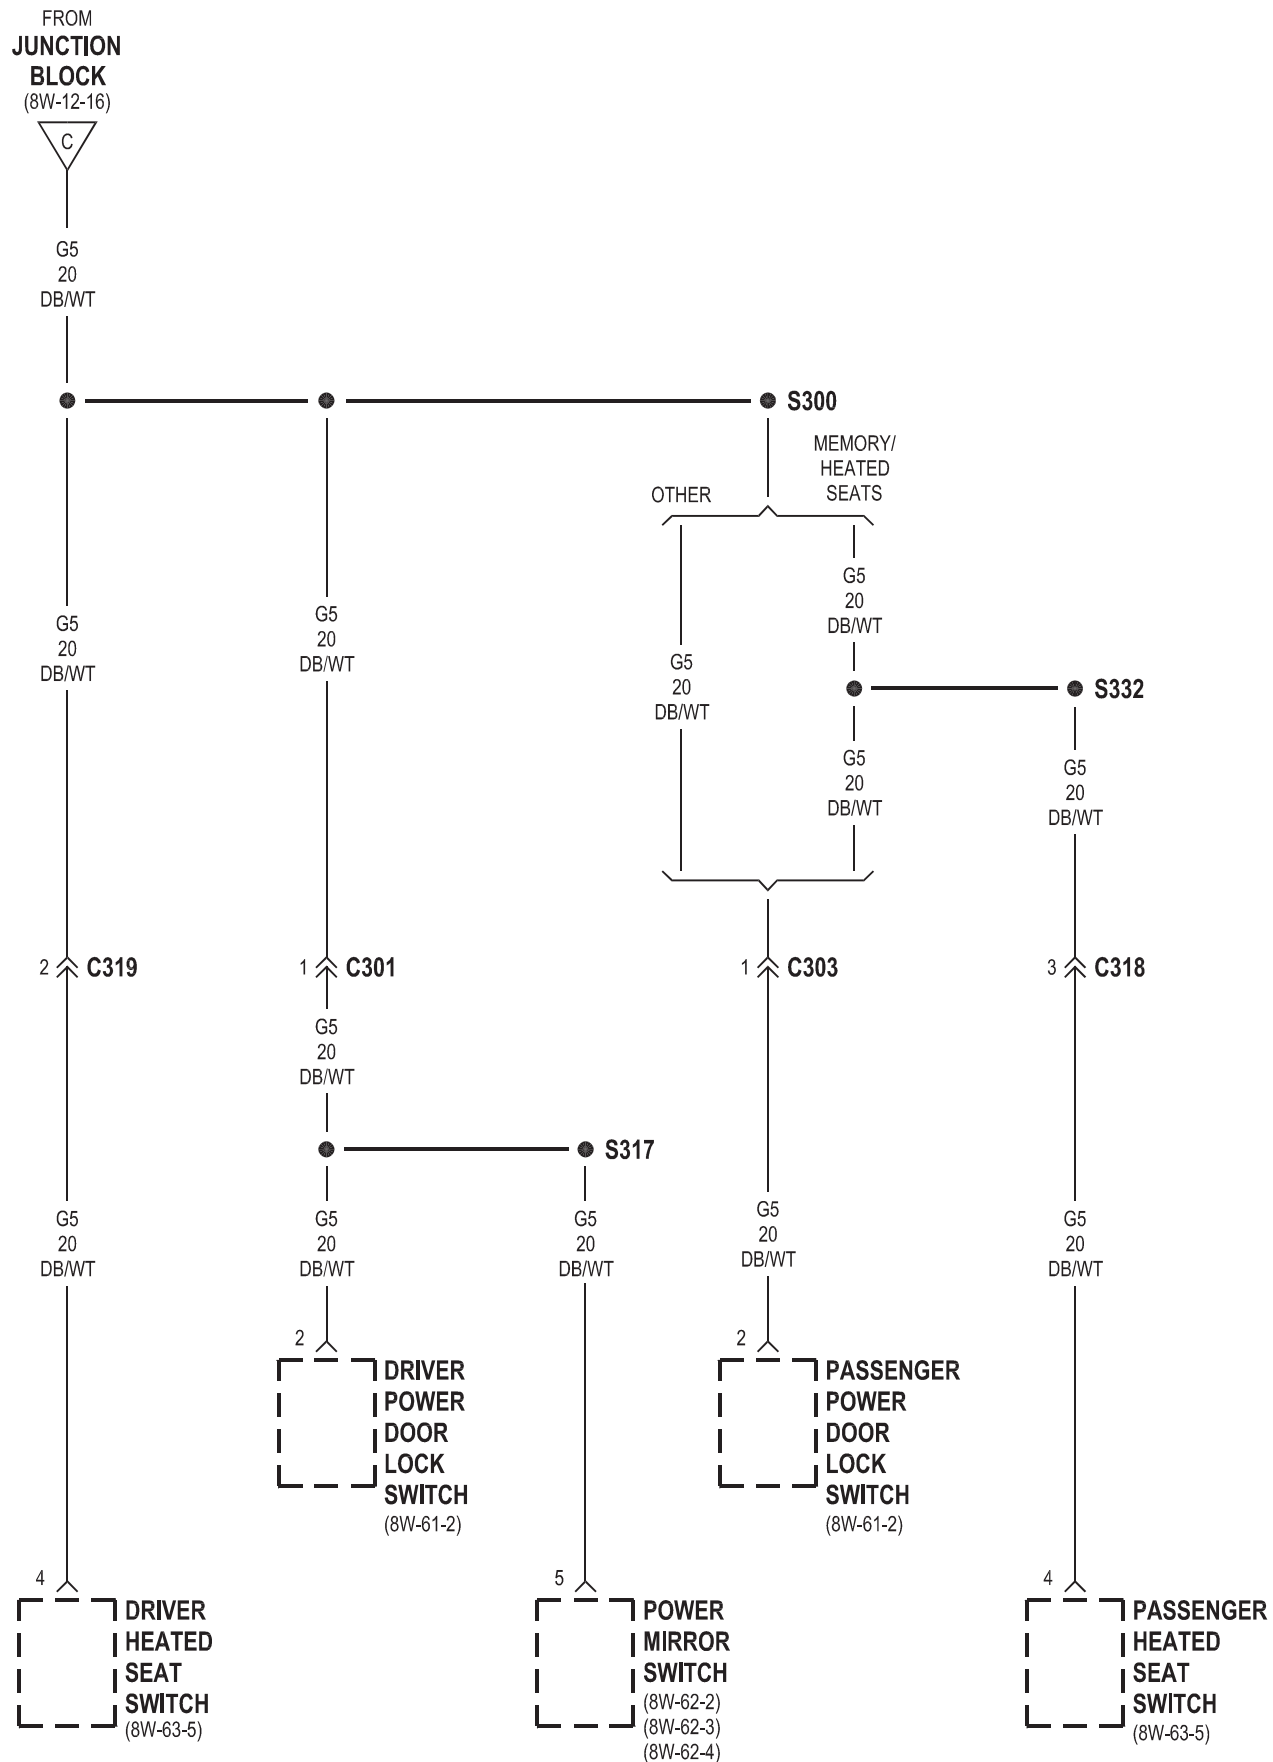 FROM
JUNCTION
BLOCK
(8W-12-16)
C
G5
20
DB/WT
S300
MEMORY/
HEATED
SEATS
OTHER
G5
20
DB/WT
G5
20
DB/WT
G5
20
DB/WT
G5
20
DB/WT
S332
G5
20
DB/WT
G5
20
DB/WT
2 C319
1 C301
1 C303
3 C318
G5
20
DB/WT
S317
G5
20
DB/WT
G5
20
DB/WT
G5
20
DB/WT
G5
20
DB/WT
G5
20
DB/WT
2
DRIVER
POWER
DOOR
LOCK
SWITCH
(8W-61-2)
2
PASSENGER
POWER
DOOR
LOCK
SWITCH
(8W-61-2)
4
DRIVER
HEATED
SEAT
SWITCH
(8W-63-5)
5
POWER
MIRROR
SWITCH
(8W-62-2)
(8W-62-3)
(8W-62-4)
4
PASSENGER
HEATED
SEAT
SWITCH
(8W-63-5)